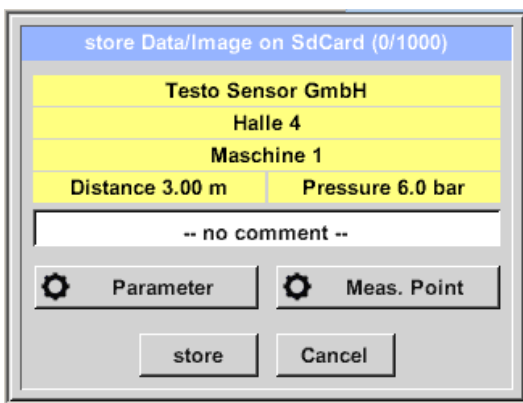 store Data/Image on SdCard (0/1000)
Testo Sensor GmbH
Halle 4
Maschine 1
Distance 3.00 m Pressure 6.0 bar
-- no comment --
Parameter Meas. Point
store Cancel